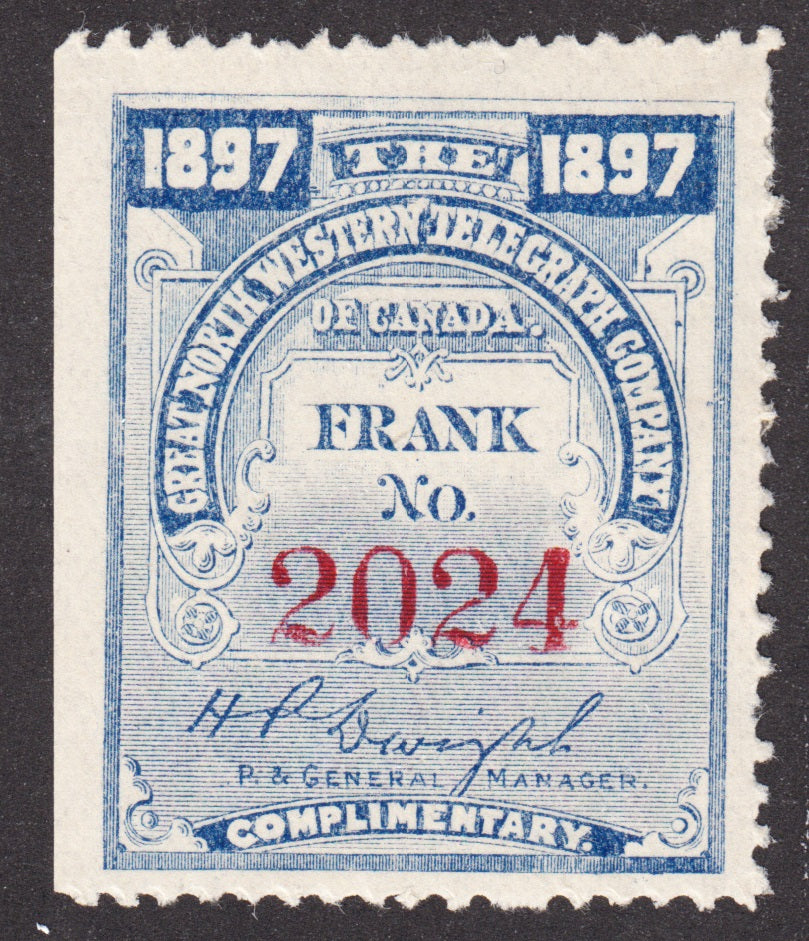 1897 THE 1897
GREAT NORTH WESTERN TELEGRAPH COMPANY
OF CANADA.
FRANK
No.
2024
H P Dwight
P. & GENERAL MANAGER.
COMPLIMENTARY.